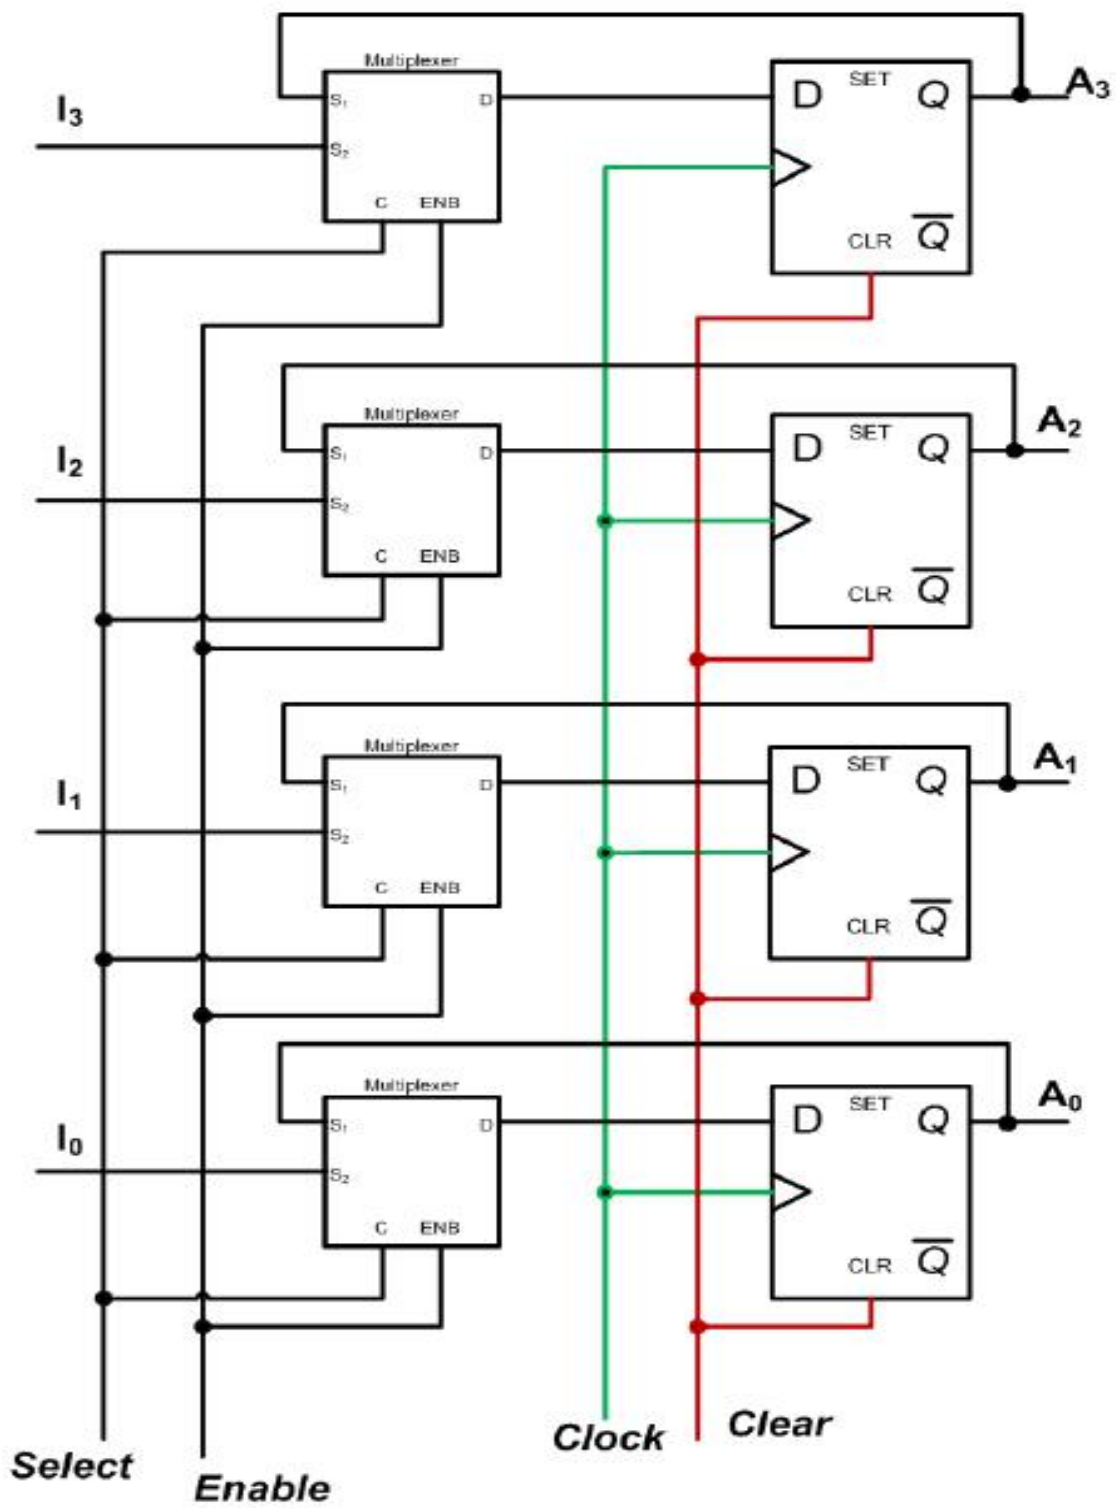 Multiplexer
SET
I₃
S₁
D
D
Q
A₃
S₂
C
ENB
CLR
Q̅
Multiplexer
SET
I₂
S₁
D
D
Q
A₂
S₂
C
ENB
CLR
Q̅
Multiplexer
SET
I₁
S₁
D
D
Q
A₁
S₂
C
ENB
CLR
Q̅
Multiplexer
SET
I₀
S₁
D
D
Q
A₀
S₂
C
ENB
CLR
Q̅
Select
Enable
Clock
Clear